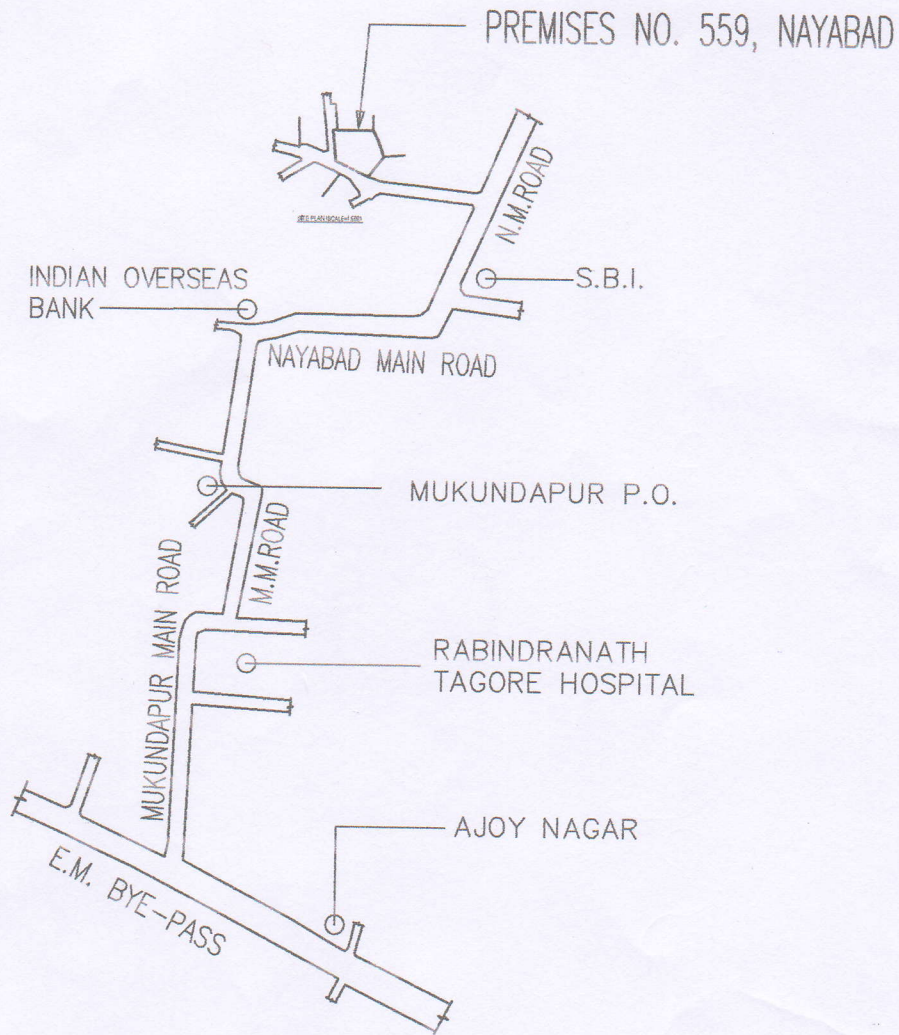 PREMISES NO. 559, NAYABAD
N.M.ROAD
INDIAN OVERSEAS
BANK
S.B.I.
NAYABAD MAIN ROAD
MUKUNDAPUR P.O.
M.M.ROAD
MUKUNDAPUR MAIN ROAD
RABINDRANATH
TAGORE HOSPITAL
AJOY NAGAR
E.M. BYE-PASS